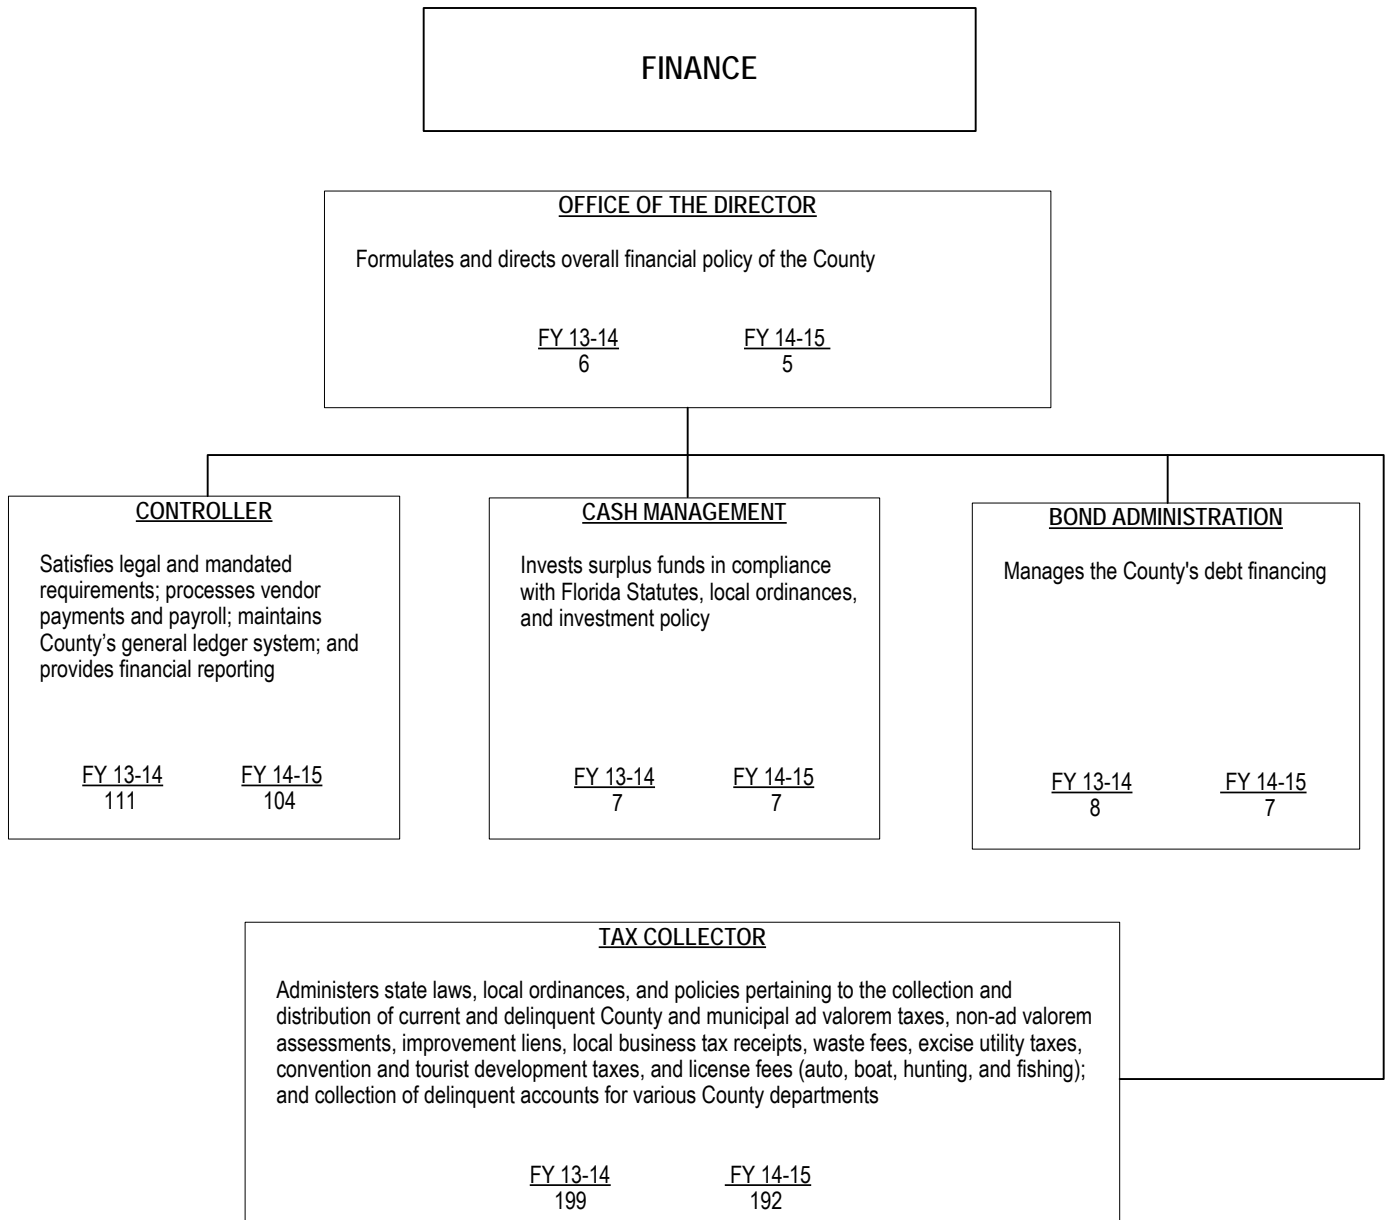 FINANCE
OFFICE OF THE DIRECTOR
Formulates and directs overall financial policy of the County
FY 13-14 FY 14-15
6 5
CONTROLLER
Satisfies legal and mandated
requirements; processes vendor
payments and payroll; maintains
County’s general ledger system; and
provides financial reporting
FY 13-14 FY 14-15
111 104
CASH MANAGEMENT
Invests surplus funds in compliance
with Florida Statutes, local ordinances,
and investment policy
FY 13-14 FY 14-15
7 7
BOND ADMINISTRATION
Manages the County's debt financing
FY 13-14 FY 14-15
8 7
TAX COLLECTOR
Administers state laws, local ordinances, and policies pertaining to the collection and
distribution of current and delinquent County and municipal ad valorem taxes, non-ad valorem
assessments, improvement liens, local business tax receipts, waste fees, excise utility taxes,
convention and tourist development taxes, and license fees (auto, boat, hunting, and fishing);
and collection of delinquent accounts for various County departments
FY 13-14 FY 14-15
199 192